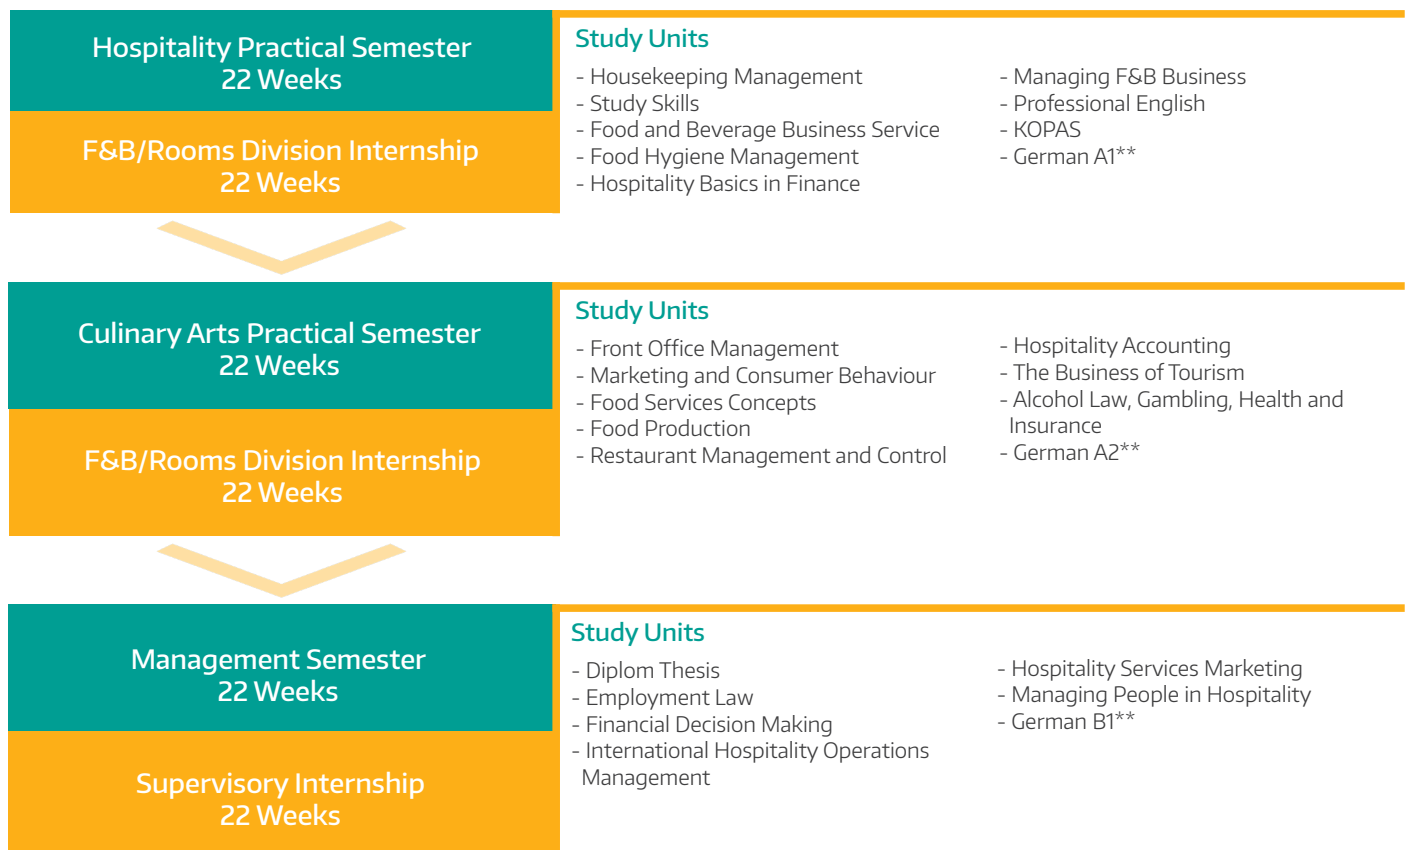 Hospitality Practical Semester
22 Weeks
F&B/Rooms Division Internship
22 Weeks
Study Units
- Housekeeping Management
- Study Skills
- Food and Beverage Business Service
- Food Hygiene Management
- Hospitality Basics in Finance
- Managing F&B Business
- Professional English
- KOPAS
- German A1**
Culinary Arts Practical Semester
22 Weeks
F&B/Rooms Division Internship
22 Weeks
Study Units
- Front Office Management
- Marketing and Consumer Behaviour
- Food Services Concepts
- Food Production
- Restaurant Management and Control
- Hospitality Accounting
- The Business of Tourism
- Alcohol Law, Gambling, Health and
Insurance
- German A2**
Management Semester
22 Weeks
Supervisory Internship
22 Weeks
Study Units
- Diplom Thesis
- Employment Law
- Financial Decision Making
- International Hospitality Operations
Management
- Hospitality Services Marketing
- Managing People in Hospitality
- German B1**